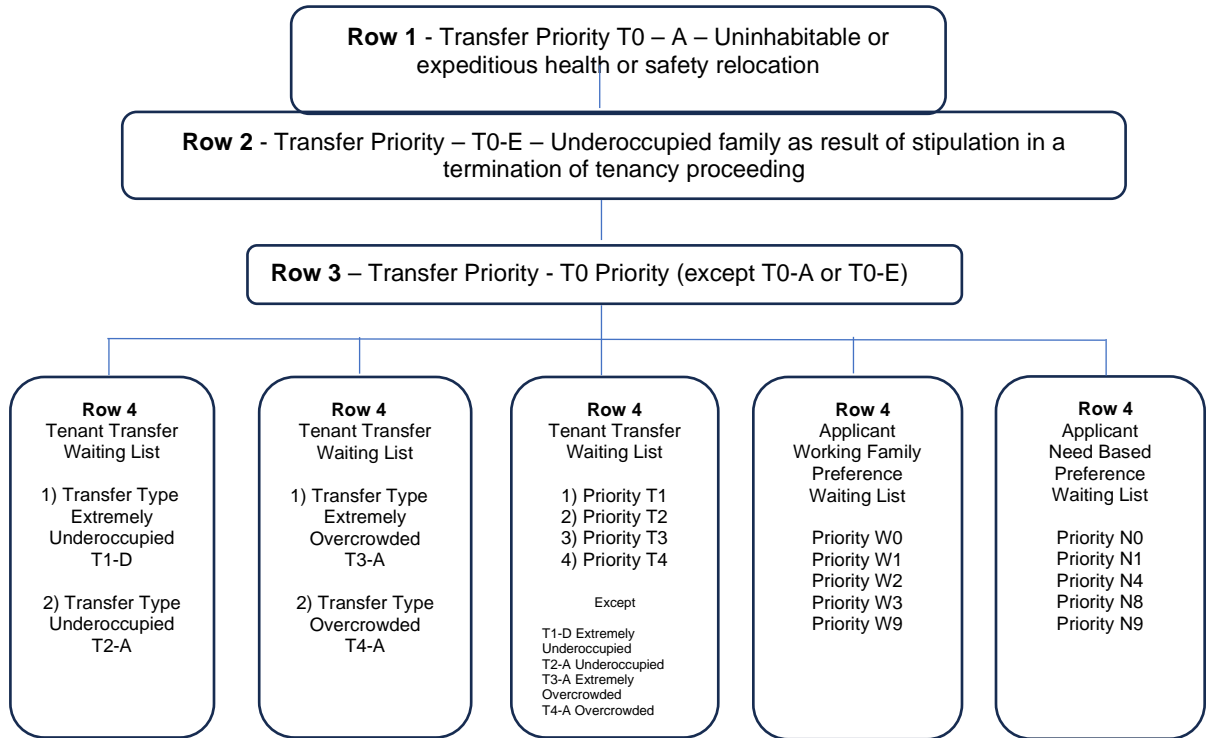 Row 1 - Transfer Priority T0 – A – Uninhabitable or
expeditious health or safety relocation
Row 2 - Transfer Priority – T0-E – Underoccupied family as result of stipulation in a
termination of tenancy proceeding
Row 3 – Transfer Priority - T0 Priority (except T0-A or T0-E)
Row 4
Tenant Transfer
Waiting List
1) Transfer Type
Extremely
Underoccupied
T1-D
2) Transfer Type
Underoccupied
T2-A
Row 4
Tenant Transfer
Waiting List
1) Transfer Type
Extremely
Overcrowded
T3-A
2) Transfer Type
Overcrowded
T4-A
Row 4
Tenant Transfer
Waiting List
1) Priority T1
2) Priority T2
3) Priority T3
4) Priority T4
Except
T1-D Extremely
Underoccupied
T2-A Underoccupied
T3-A Extremely
Overcrowded
T4-A Overcrowded
Row 4
Applicant
Working Family
Preference
Waiting List
Priority W0
Priority W1
Priority W2
Priority W3
Priority W9
Row 4
Applicant
Need Based
Preference
Waiting List
Priority N0
Priority N1
Priority N4
Priority N8
Priority N9